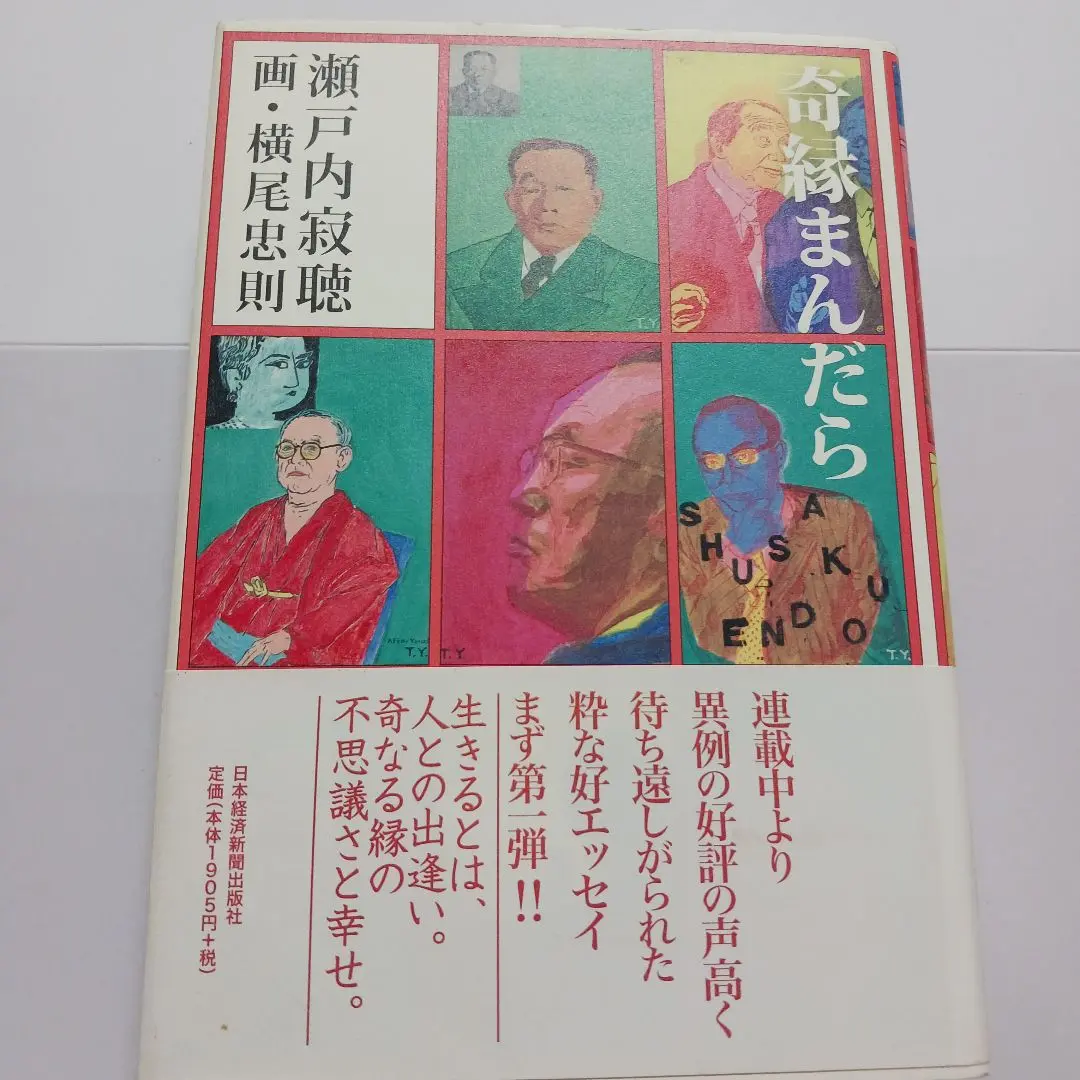 奇縁まんだら
瀬戸内寂聴
画・横尾忠則
T.Y.
SHUSAKU
ENDO
T.Y.
T.Y.
T.Y.
連載中より
異例の好評の声高く
待ち遠しがられた
粋な好エッセイ
まず第一弾!!
生きるとは、
人との出逢い。
奇なる縁の
不思議さと幸せ。
日本経済新聞出版社
定価(本体1905円+税)